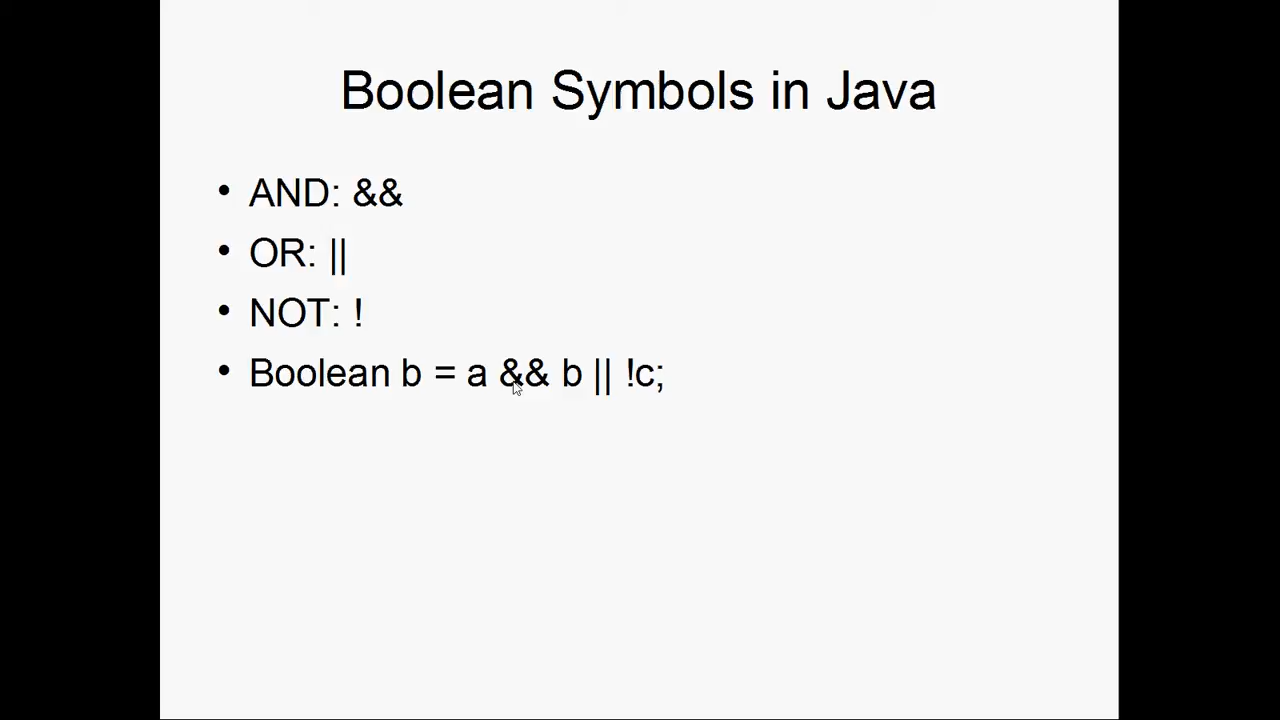 Boolean Symbols in Java
• AND: &&
• OR: ||
• NOT: !
• Boolean b = a && b || !c;